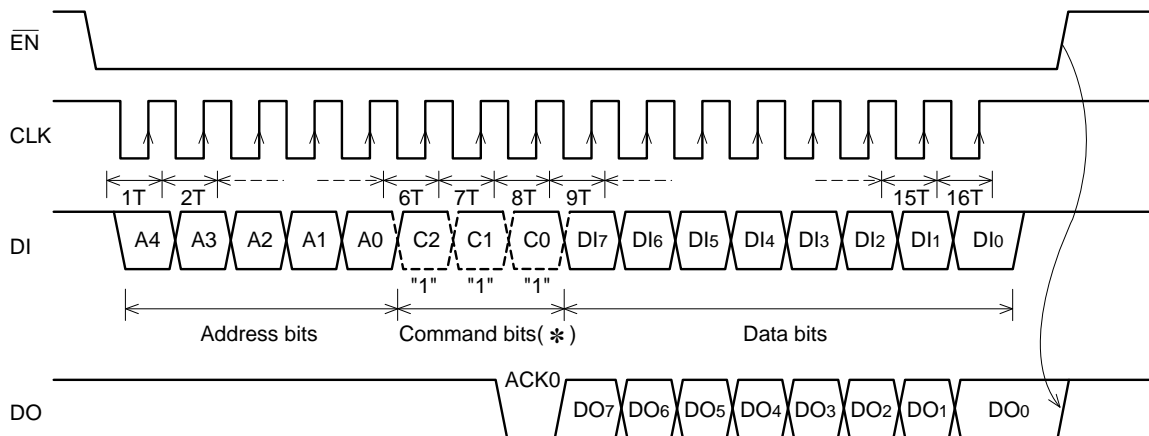 EN
CLK
1T 2T 6T 7T 8T 9T 15T 16T
DI A4 A3 A2 A1 A0 C2 C1 C0 DI7 DI6 DI5 DI4 DI3 DI2 DI1 DI0
"1" "1" "1"
Address bits Command bits(*) Data bits
ACK0
DO DO7 DO6 DO5 DO4 DO3 DO2 DO1 DO0